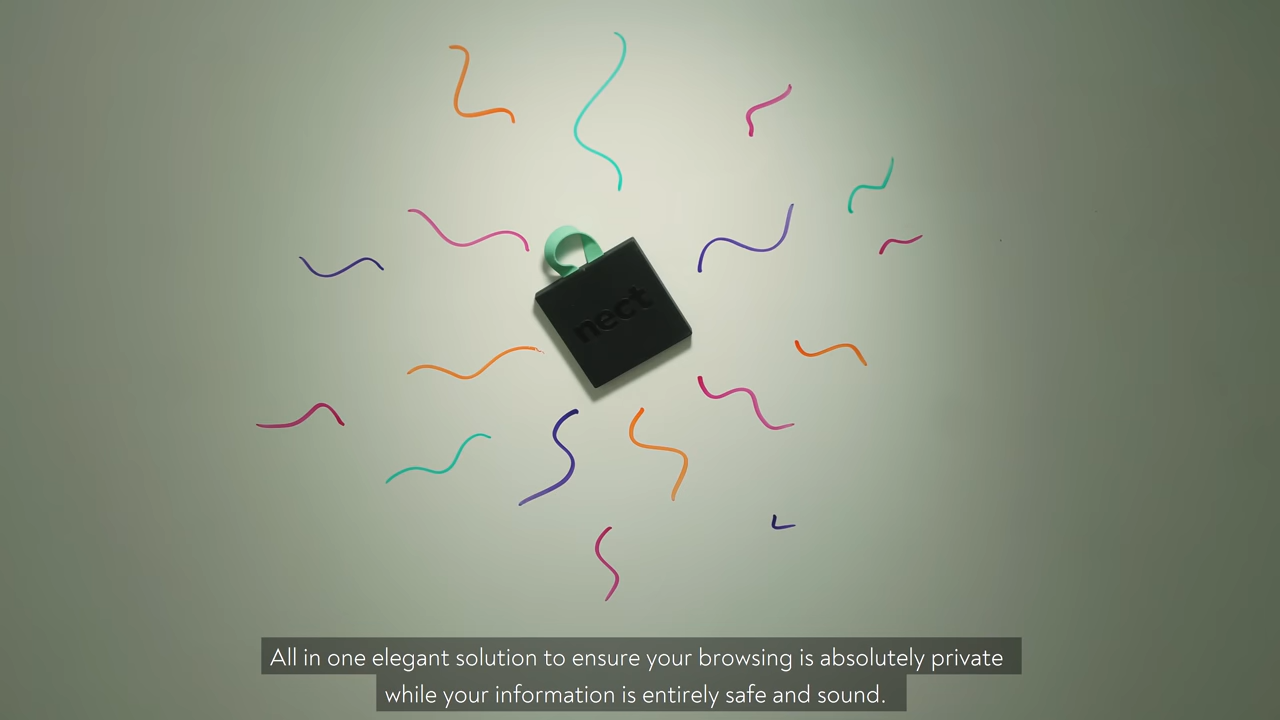 nect
All in one elegant solution to ensure your browsing is absolutely private
while your information is entirely safe and sound.